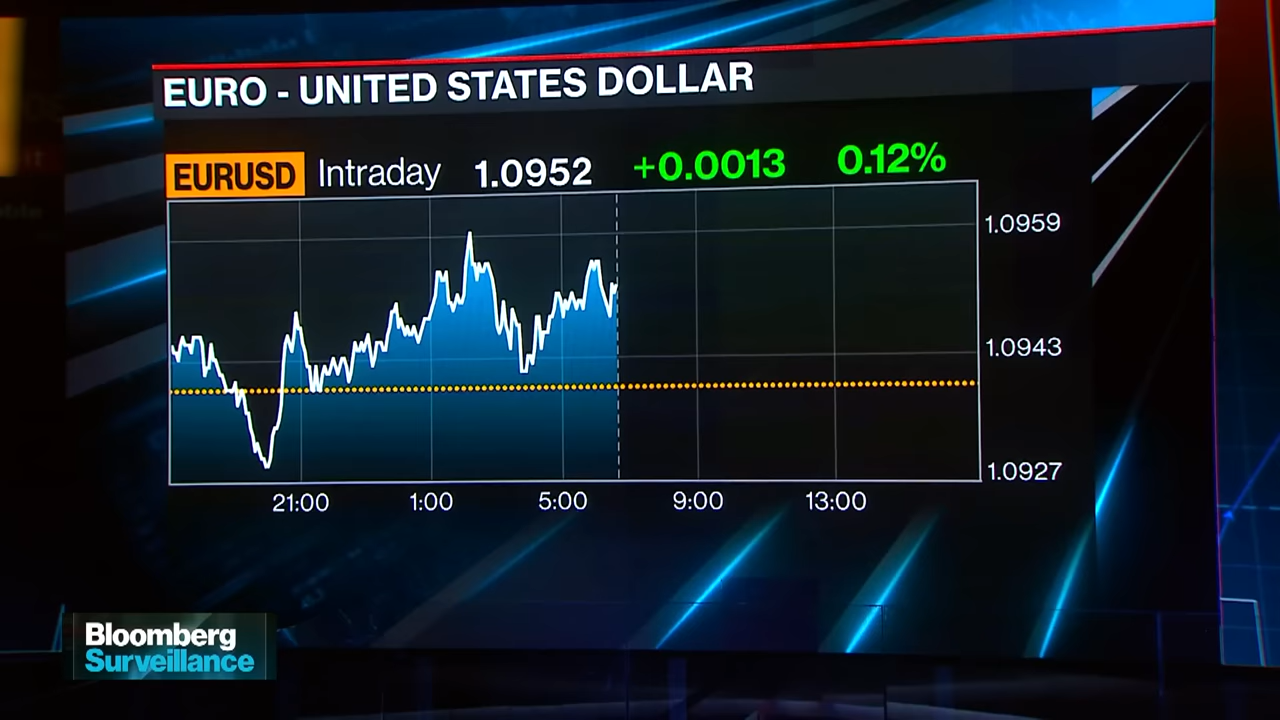 EURO - UNITED STATES DOLLAR
EURUSD Intraday 1.0952 +0.0013 0.12%
1.0959
1.0943
1.0927
21:00 1:00 5:00 9:00 13:00
Bloomberg
Surveillance